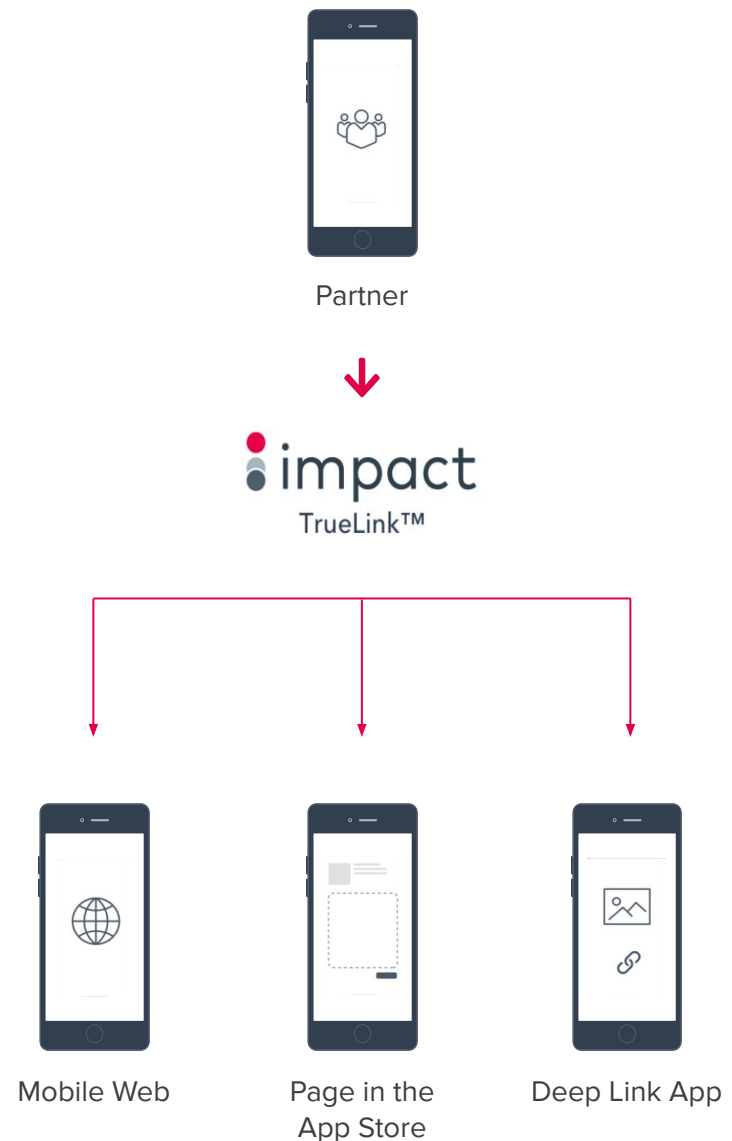 Partner
impact
TrueLink™
Mobile Web
Page in the
App Store
Deep Link App